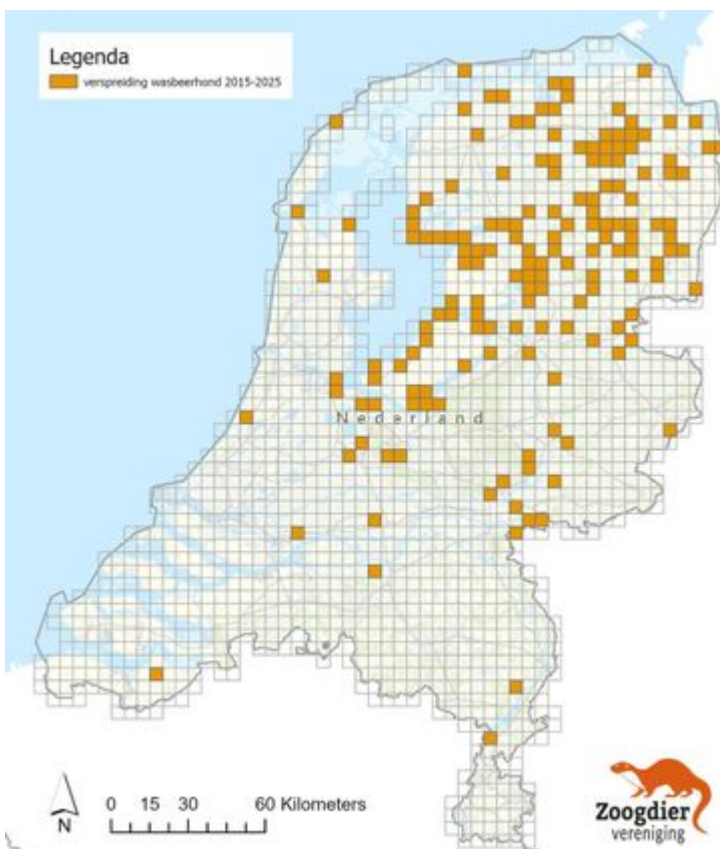 Legenda
verspreiding wasbeerhond 2015-2025
Nederland
N
0 15 30 60 Kilometers
Zoogdier
vereniging